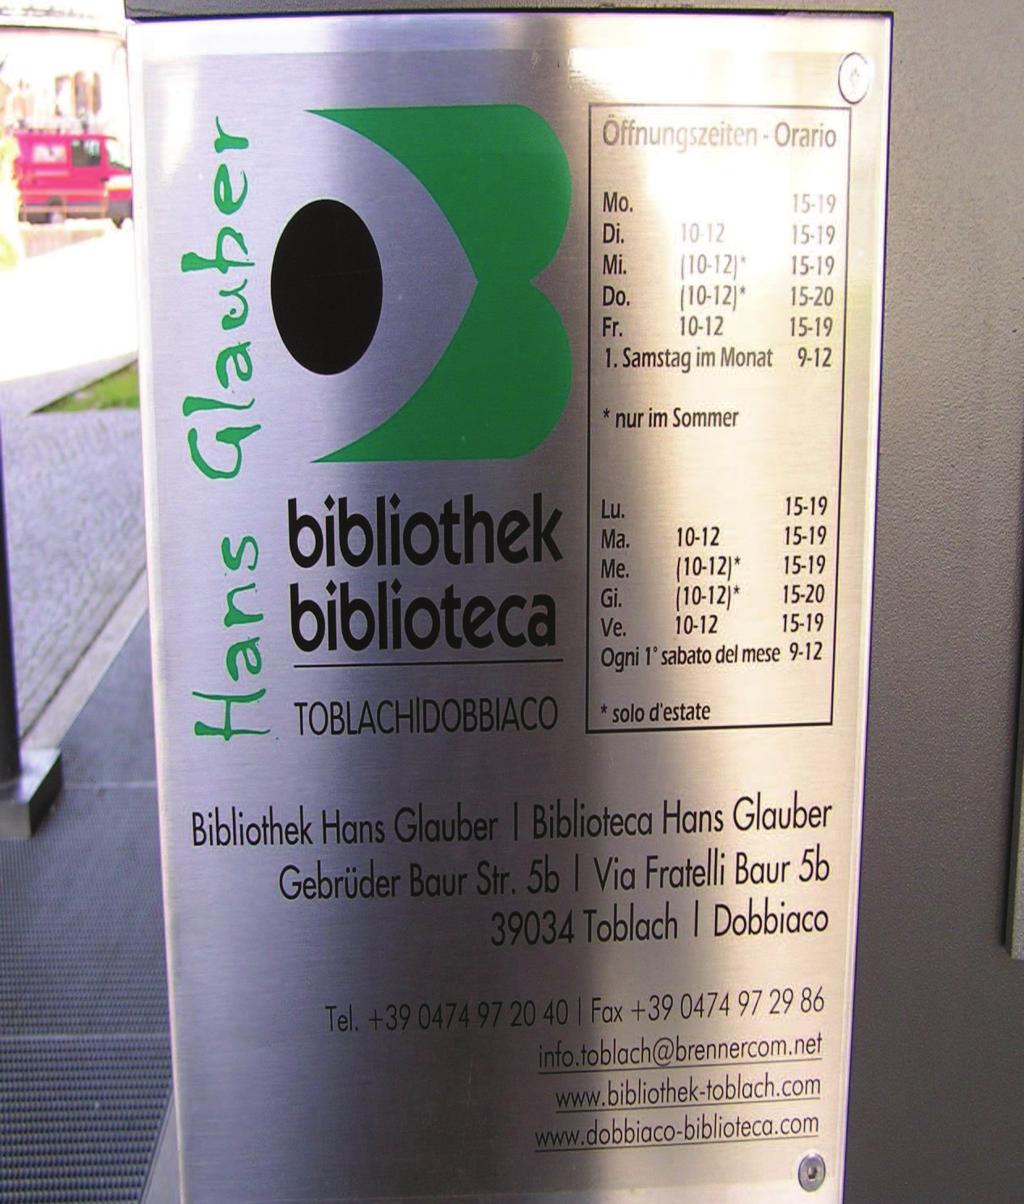 Hans Glauber
bibliothek
biblioteca
TOBLACH|DOBBIACO
Öffnungszeiten - Orario
Mo. 15-19
Di. 10-12 15-19
Mi. (10-12)* 15-19
Do. (10-12)* 15-20
Fr. 10-12 15-19
1. Samstag im Monat 9-12
* nur im Sommer
Lu. 15-19
Ma. 10-12 15-19
Me. (10-12)* 15-19
Gi. (10-12)* 15-20
Ve. 10-12 15-19
Ogni 1° sabato del mese 9-12
* solo d'estate
Bibliothek Hans Glauber | Biblioteca Hans Glauber
Gebrüder Baur Str. 5b | Via Fratelli Baur 5b
39034 Toblach | Dobbiaco
Tel. +39 0474 97 20 40 | Fax +39 0474 97 29 86
info.toblach@brennercom.net
www.bibliothek-toblach.com
www.dobbiaco-biblioteca.com